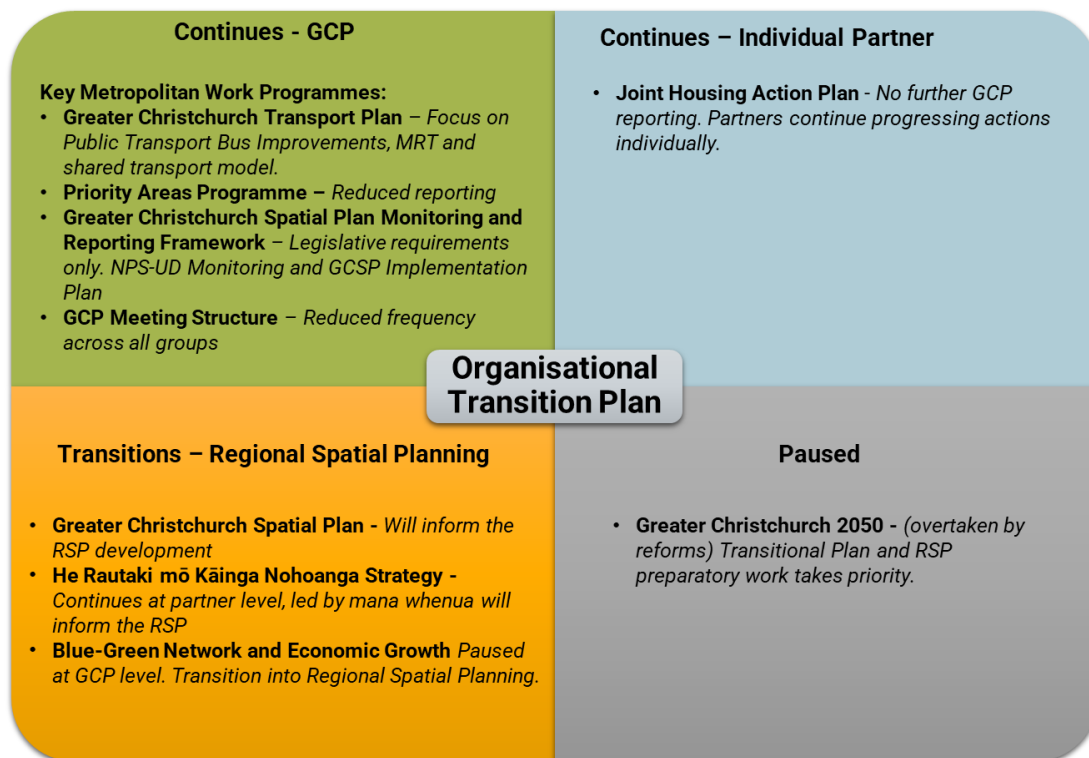 Continues - GCP
Key Metropolitan Work Programmes:
• Greater Christchurch Transport Plan – Focus on
Public Transport Bus Improvements, MRT and
shared transport model.
• Priority Areas Programme – Reduced reporting
• Greater Christchurch Spatial Plan Monitoring and
Reporting Framework – Legislative requirements
only. NPS-UD Monitoring and GCSP Implementation
Plan
• GCP Meeting Structure – Reduced frequency
across all groups
Continues – Individual Partner
• Joint Housing Action Plan - No further GCP
reporting. Partners continue progressing actions
individually.
Organisational
Transition Plan
Transitions – Regional Spatial Planning
• Greater Christchurch Spatial Plan - Will inform the
RSP development
• He Rautaki mō Kāinga Nohoanga Strategy -
Continues at partner level, led by mana whenua will
inform the RSP
• Blue-Green Network and Economic Growth Paused
at GCP level. Transition into Regional Spatial Planning.
Paused
• Greater Christchurch 2050 - (overtaken by
reforms) Transitional Plan and RSP
preparatory work takes priority.